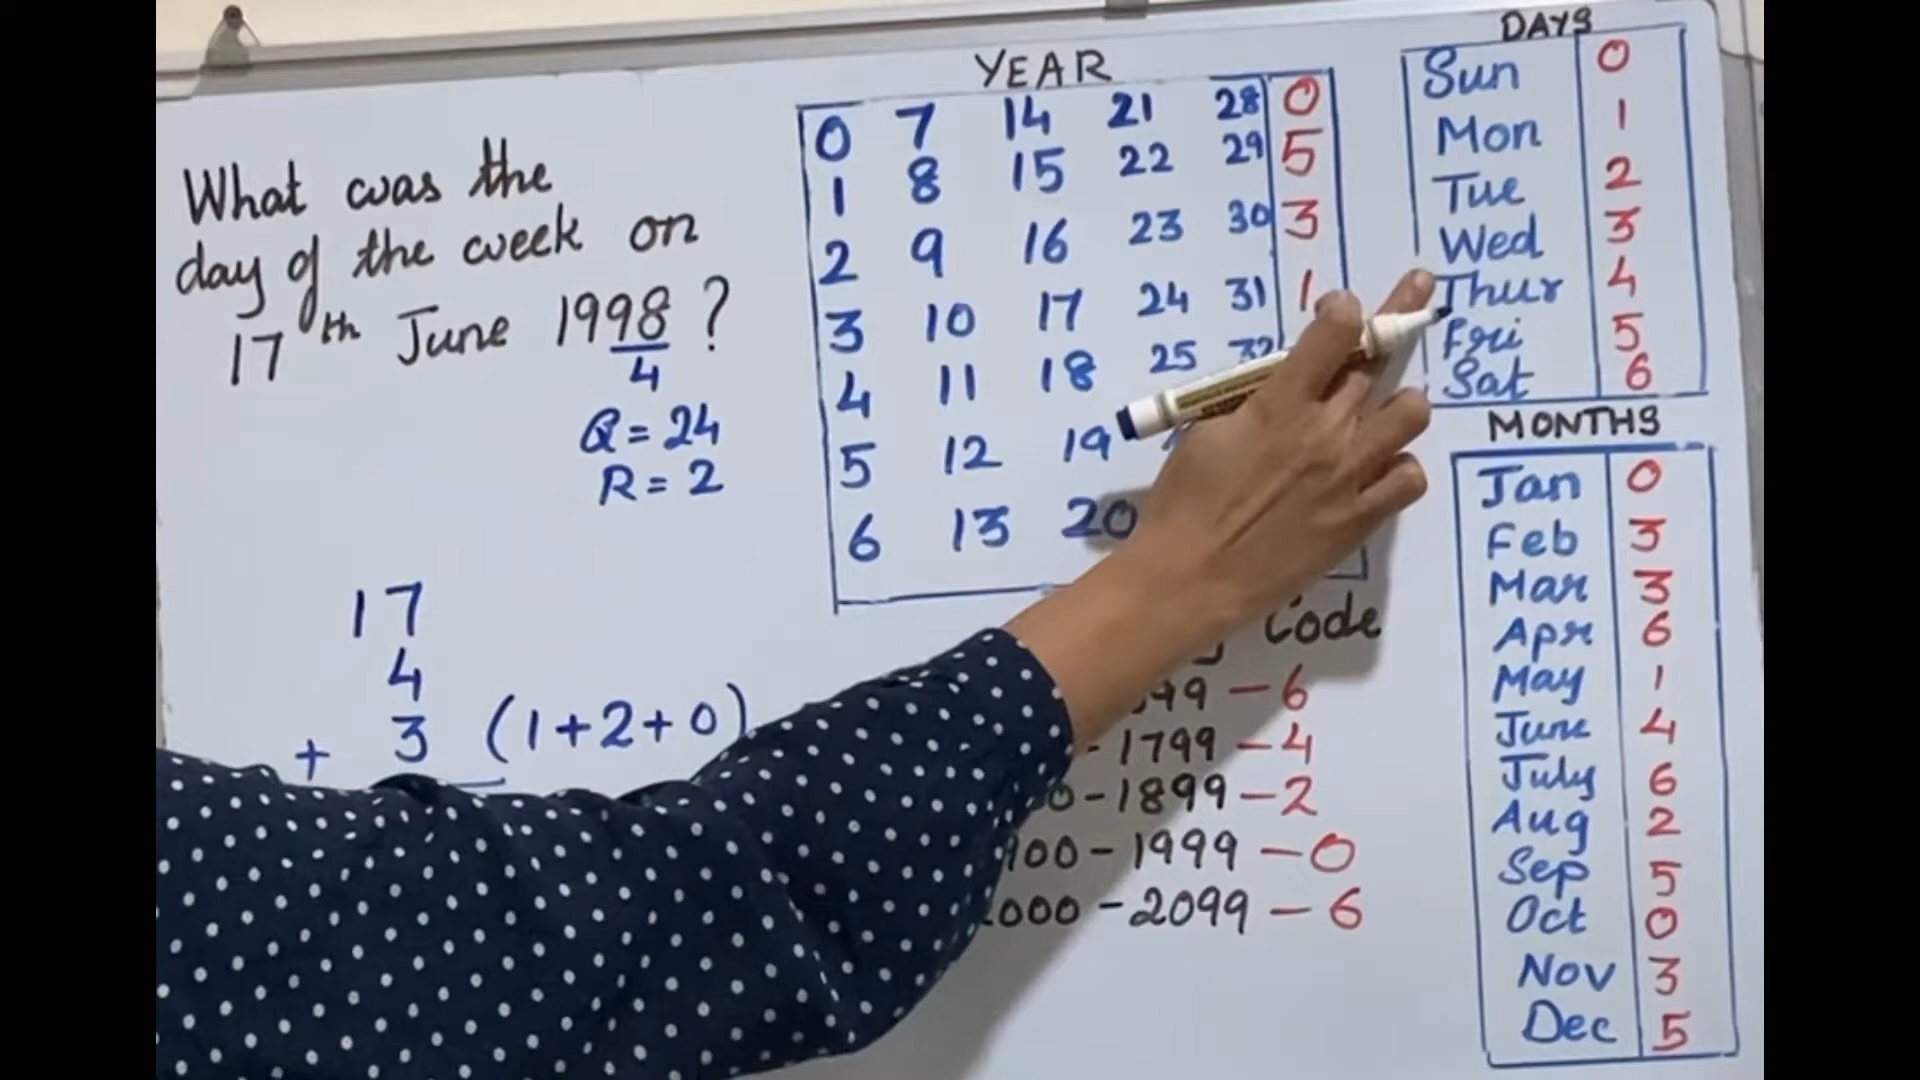 What was the
day of the week on
17th June 1998 ?
4
Q = 24
R = 2
17
4
+ 3 (1+2+0)
YEAR
0 7 14 21 28 0
1 8 15 22 29 5
2 9 16 23 30 3
3 10 17 24 31 1
4 11 18 25 32
5 12 19
6 13 20
Code
99 - 6
- 1799 - 4
- 1899 - 2
1900 - 1999 - 0
2000 - 2099 - 6
DAYS
Sun 0
Mon 1
Tue 2
Wed 3
Thur 4
Fri 5
Sat 6
MONTHS
Jan 0
Feb 3
Mar 3
Apr 6
May 1
June 4
July 6
Aug 2
Sep 5
Oct 0
Nov 3
Dec 5